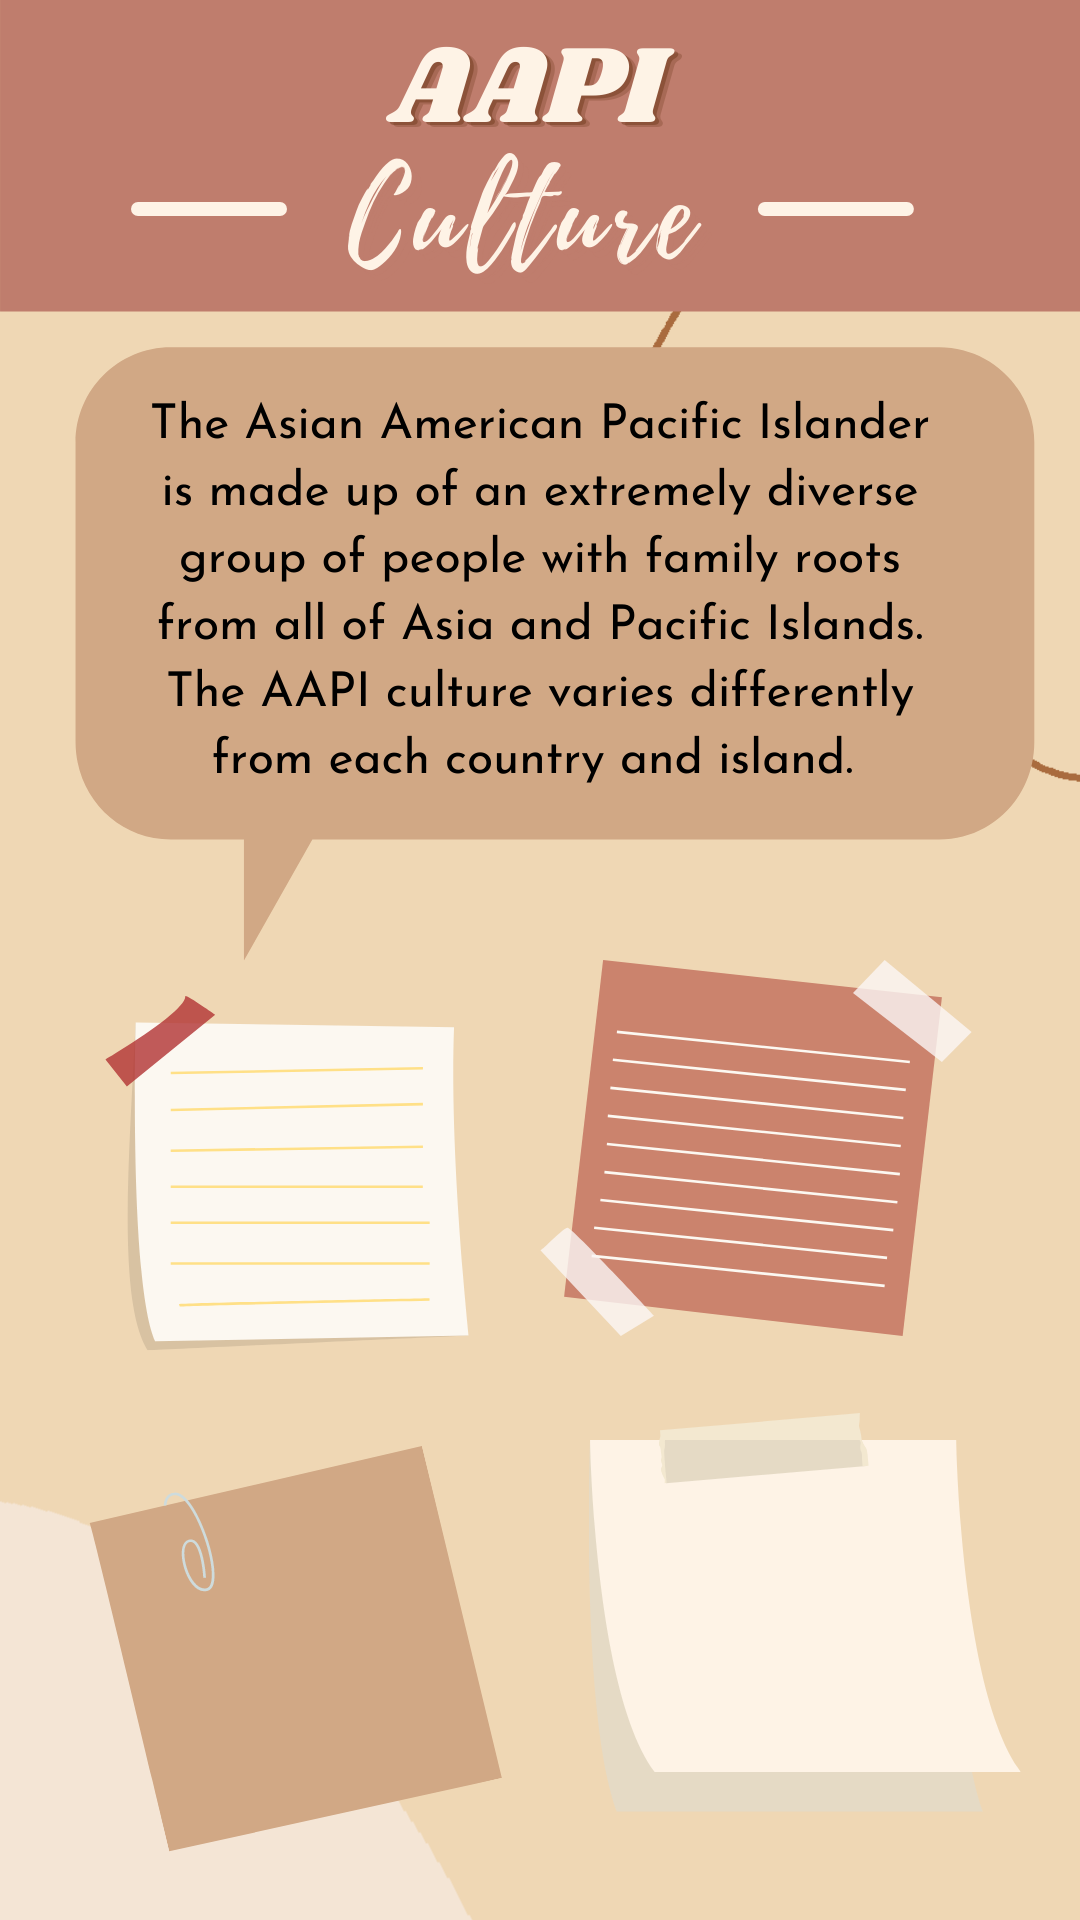 AAPI
Culture
The Asian American Pacific Islander
is made up of an extremely diverse
group of people with family roots
from all of Asia and Pacific Islands.
The AAPI culture varies differently
from each country and island.